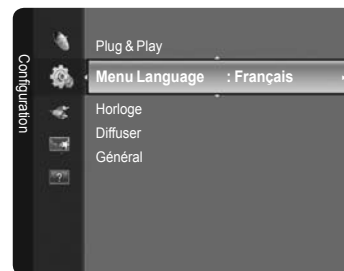 Configuration
Plug & Play
Menu Language : Français
Horloge
Diffuser
Général